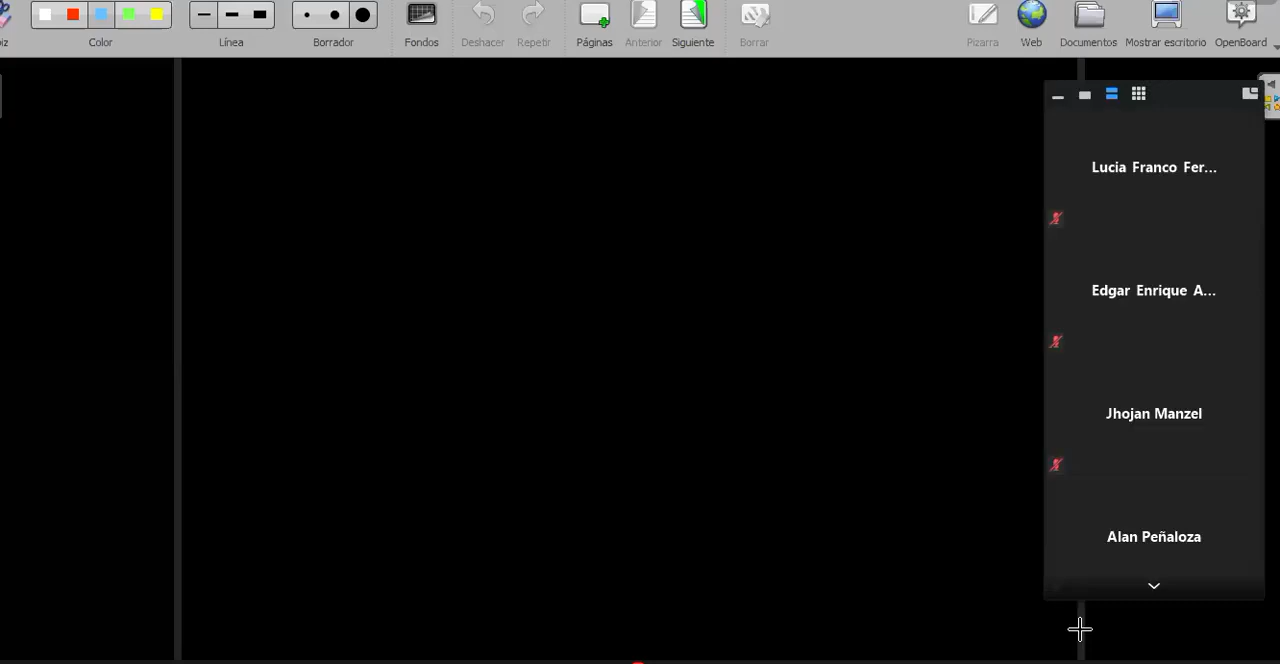 Color
Línea
Borrador
Fondos
Deshacer
Repetir
Páginas
Anterior
Siguiente
Borrar
Pizarra
Web
Documentos
Mostrar escritorio
OpenBoard
Lucia Franco Fer...
Edgar Enrique A...
Jhojan Manzel
Alan Peñaloza